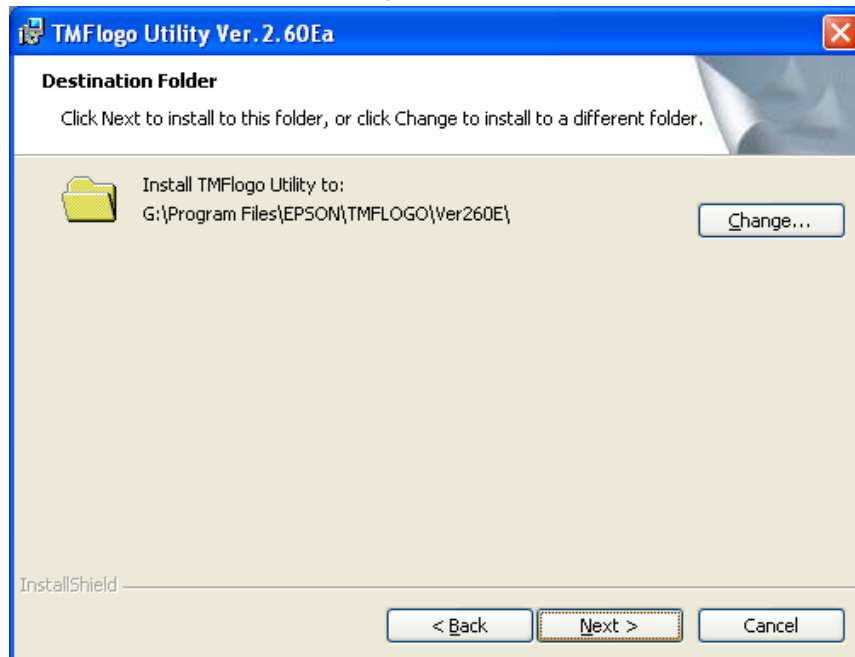 TMFlogo Utility Ver.2.60Ea
Destination Folder
Click Next to install to this folder, or click Change to install to a different folder.
Install TMFlogo Utility to:
G:\Program Files\EPSON\TMFLOGO\Ver260E\
Change...
InstallShield
< Back
Next >
Cancel